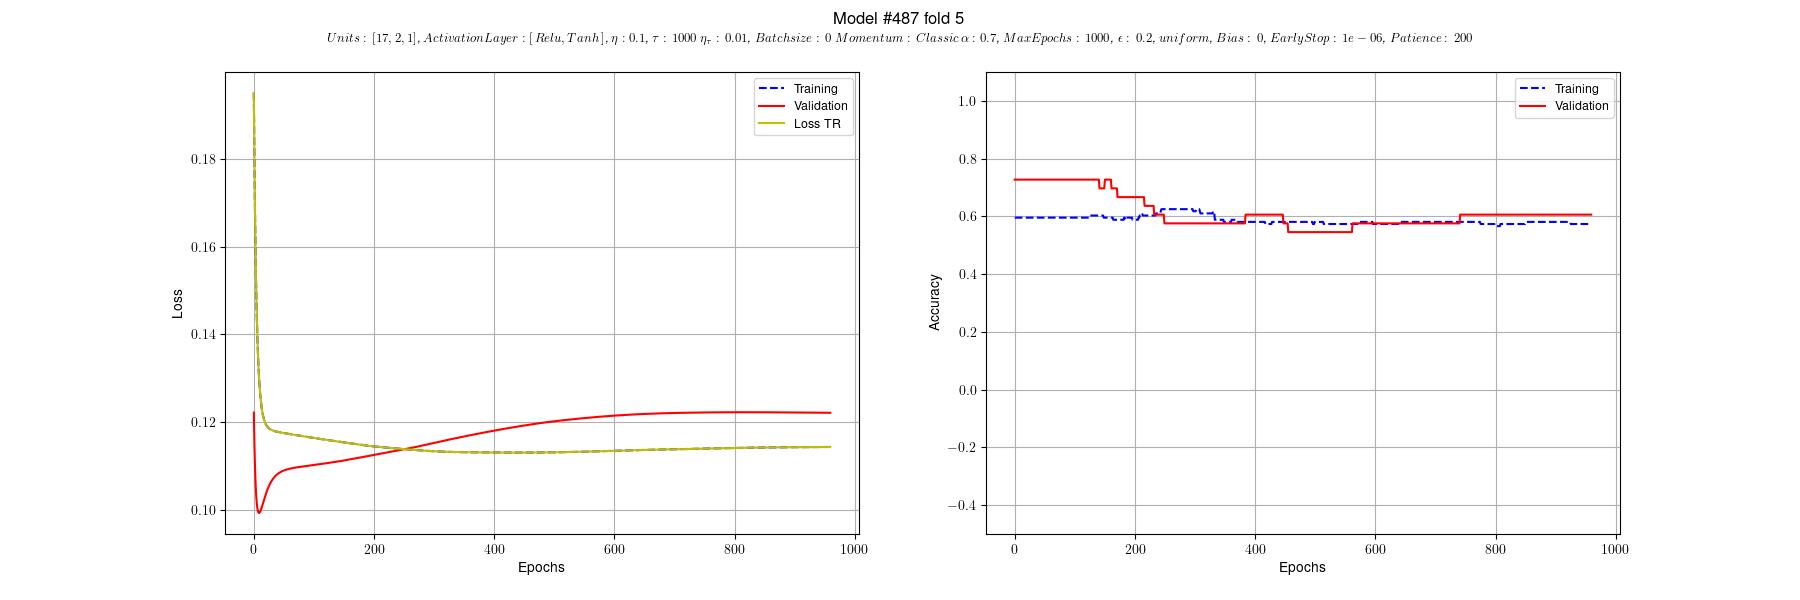 Model #487 fold 5
Units : [17, 2, 1], ActivationLayer : [ Relu, Tanh], η : 0.1, τ : 1000 ητ : 0.01, Batchsize : 0 Momentum : Classic α : 0.7, MaxEpochs : 1000, ϵ : 0.2, uniform, Bias : 0, EarlyStop : 1e − 06, Patience : 200
Training
Validation
Loss TR
0.18
0.16
0.14
0.12
0.10
Loss
0
200
400
600
800
1000
Epochs
Training
Validation
1.0
0.8
0.6
0.4
0.2
0.0
−0.2
−0.4
Accuracy
0
200
400
600
800
1000
Epochs